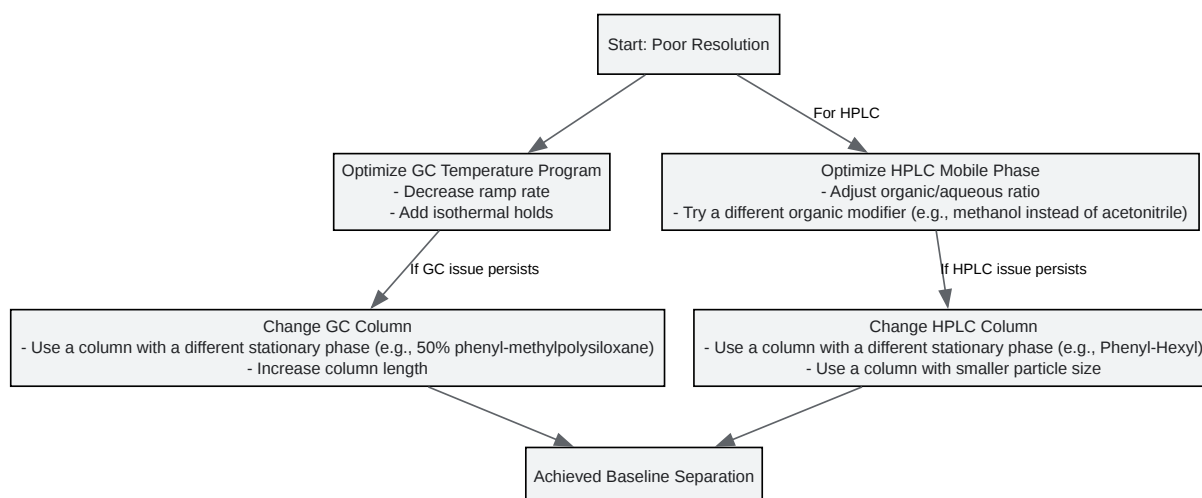 Start: Poor Resolution
For HPLC
Optimize GC Temperature Program
- Decrease ramp rate
- Add isothermal holds
Optimize HPLC Mobile Phase
- Adjust organic/aqueous ratio
- Try a different organic modifier (e.g., methanol instead of acetonitrile)
If GC issue persists
If HPLC issue persists
Change GC Column
- Use a column with a different stationary phase (e.g., 50% phenyl-methylpolysiloxane)
- Increase column length
Change HPLC Column
- Use a column with a different stationary phase (e.g., Phenyl-Hexyl)
- Use a column with smaller particle size
Achieved Baseline Separation